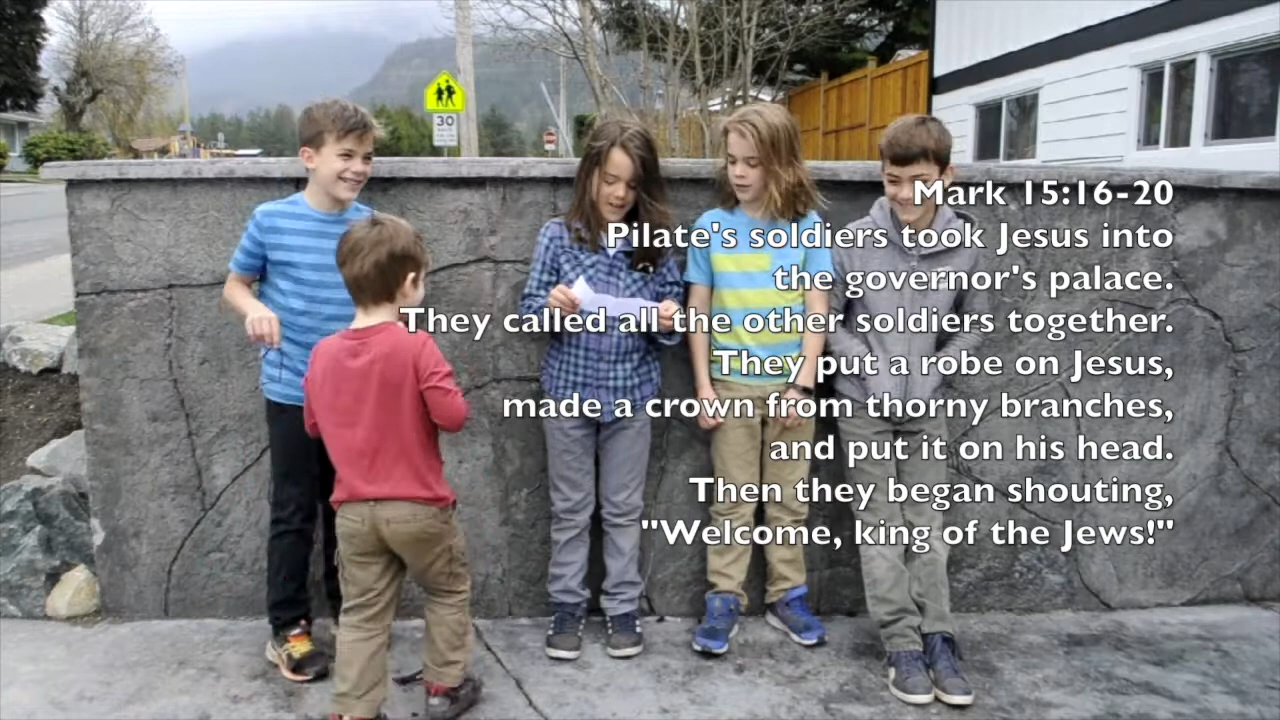 30
Mark 15:16-20
Pilate's soldiers took Jesus into
the governor's palace.
They called all the other soldiers together.
They put a robe on Jesus,
made a crown from thorny branches,
and put it on his head.
Then they began shouting,
"Welcome, king of the Jews!"